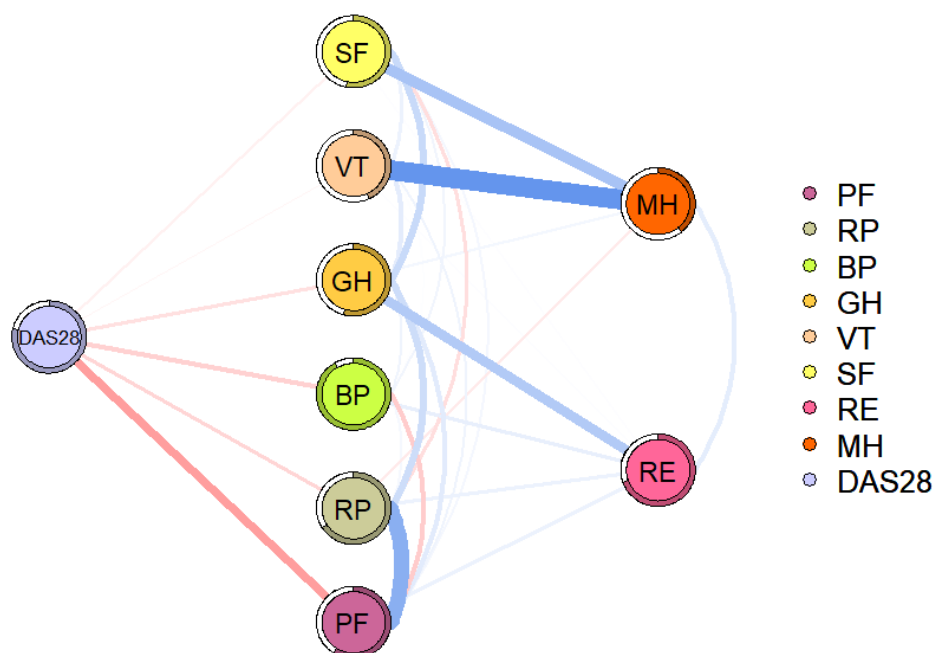 SF
VT
MH
GH
DAS28
BP
RE
RP
PF
PF
RP
BP
GH
VT
SF
RE
MH
DAS28